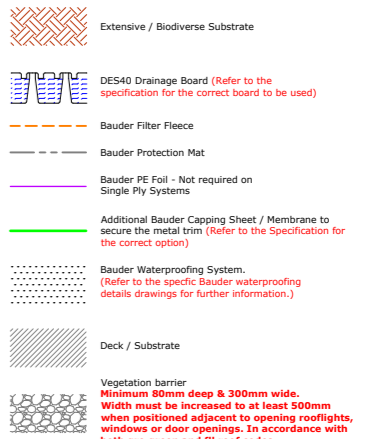 Extensive / Biodiverse Substrate
DES40 Drainage Board (Refer to the
specification for the correct board to be used)
Bauder Filter Fleece
Bauder Protection Mat
Bauder PE Foil - Not required on
Single Ply Systems
Additional Bauder Capping Sheet / Membrane to
secure the metal trim (Refer to the Specification for
the correct option)
Bauder Waterproofing System.
(Refer to the specfic Bauder waterproofing
details drawings for further information.)
Deck / Substrate
Vegetation barrier
Minimum 80mm deep & 300mm wide.
Width must be increased to at least 500mm
when positioned adjacent to opening rooflights,
windows or door openings. In accordance with